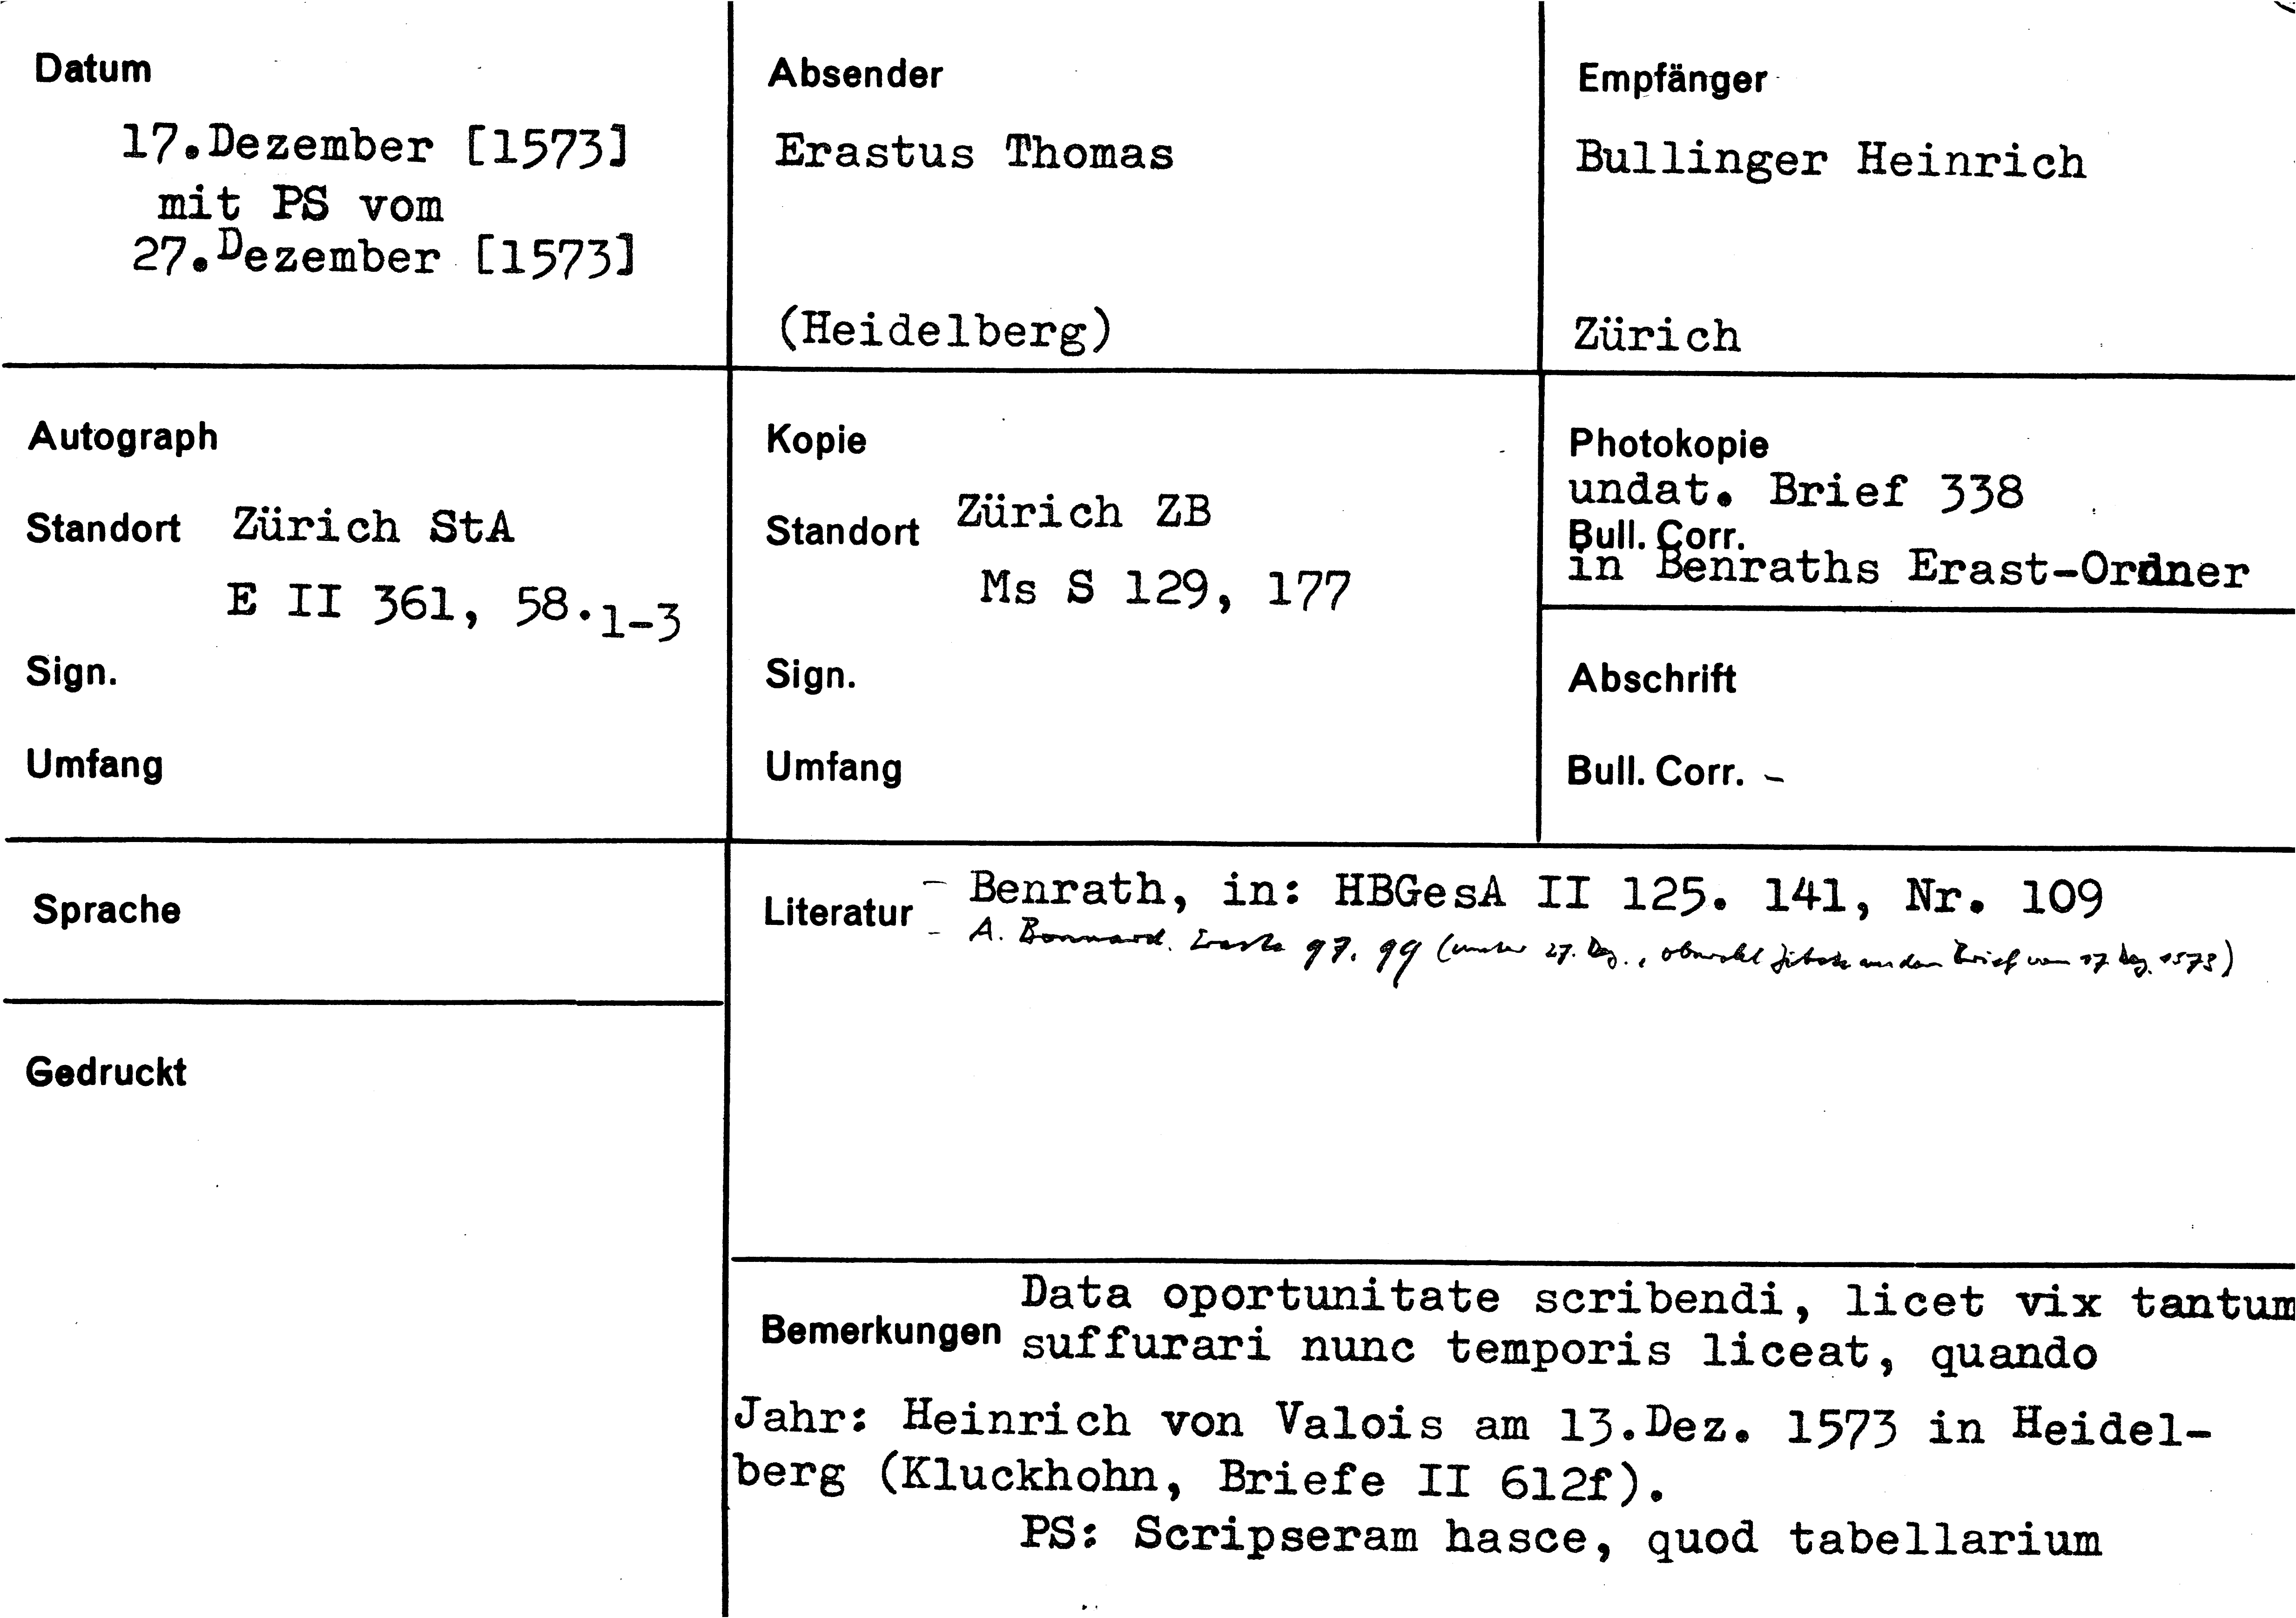 Datum
17.Dezember [1573]
mit PS vom
27.Dezember [1573]
Absender
Erastus Thomas
(Heidelberg)
Empfänger
Bullinger Heinrich
Zürich
Autograph
Standort Zürich StA
E II 361, 58.1-3
Sign.
Umfang
Kopie
Standort Zürich ZB
Ms S 129, 177
Sign.
Umfang
Photokopie
undat. Brief 338
Bull. Corr.
in Benraths Erast-Ordner
Abschrift
Bull. Corr. -
Sprache
Gedruckt
Literatur - Benrath, in: HBGesA II 125. 141, Nr. 109
- A. Bonnard. 97. 99 (unter 27. Dez., obwohl Zitate aus dem Brief vom 17. Dez. 1573)
Bemerkungen Data oportunitate scribendi, licet vix tantum
suffurari nunc temporis liceat, quando
Jahr: Heinrich von Valois am 13.Dez. 1573 in Heidel-
berg (Kluckhohn, Briefe II 612f).
PS: Scripseram hasce, quod tabellarium